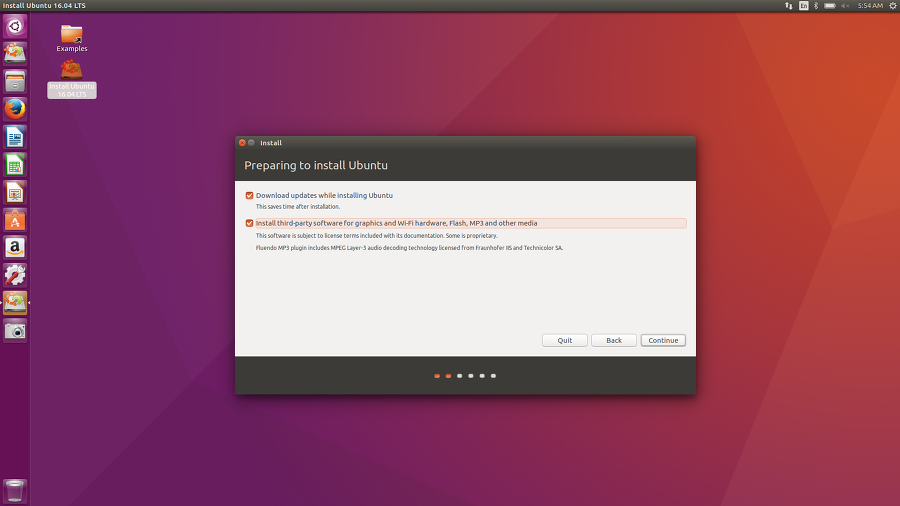 Install Ubuntu 16.04 LTS
En
5:54 AM
Examples
Install Ubuntu
16.04 LTS
Install
Preparing to install Ubuntu
Download updates while installing Ubuntu
This saves time after installation.
Install third-party software for graphics and Wi-Fi hardware, Flash, MP3 and other media
This software is subject to license terms included with its documentation. Some is proprietary.
Fluendo MP3 plugin includes MPEG Layer-3 audio decoding technology licensed from Fraunhofer IIS and Technicolor SA.
Quit
Back
Continue
a